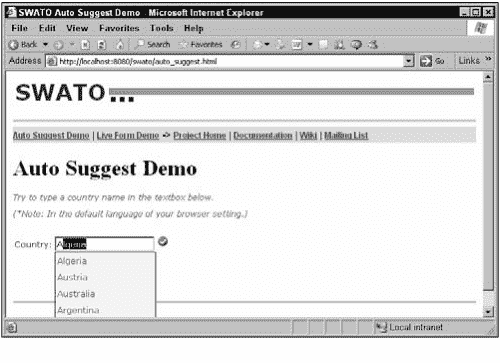 SWATO Auto Suggest Demo - Microsoft Internet Explorer
File Edit View Favorites Tools Help
Back Search Favorites
Address http://localhost:8080/swato/auto_suggest.html Go Links »
SWATO...
Auto Suggest Demo | Live Form Demo -> Project Home | Documentation | Wiki | Mailing List
Auto Suggest Demo
Try to type a country name in the textbox below.
(*Note: In the default language of your browser setting.)
Country: Algeria
Algeria
Austria
Australia
Argentina
Local intranet